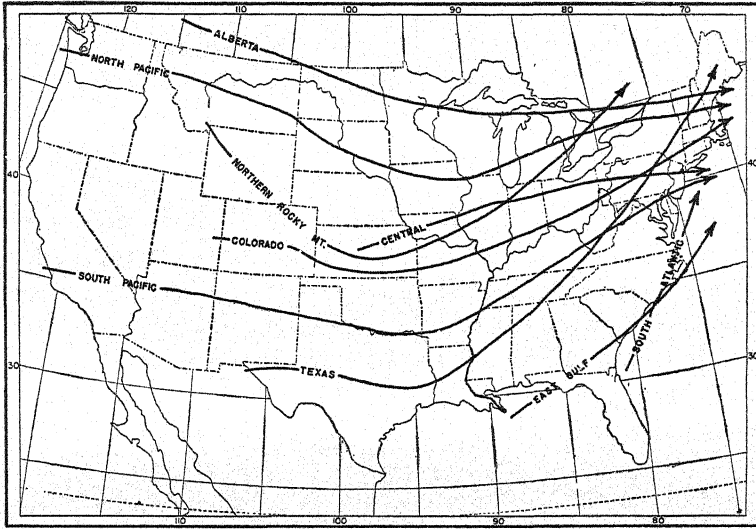 120 110 100 90 80 70
ALBERTA
NORTH PACIFIC
NORTHERN ROCKY MT.
40
40
CENTRAL
COLORADO
SOUTH PACIFIC
SOUTH ATLANTIC
30
30
TEXAS
EAST GULF
110 100 90 80